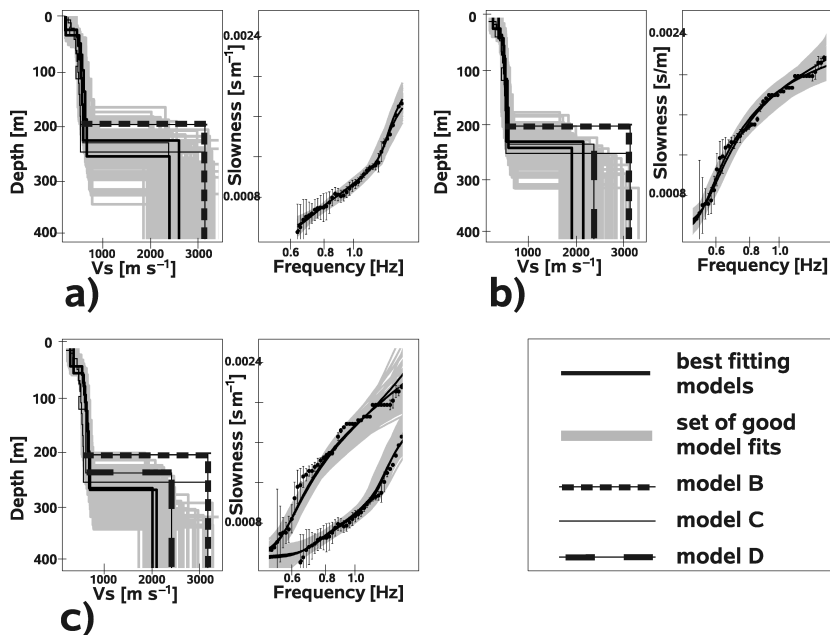 0
100
200
300
400
Depth [m]
1000 2000 3000
Vs [m s⁻¹]
0.0024
0.0008
Slowness [s m⁻¹]
0.6 0.8 1.0
Frequency [Hz]
a)
0
100
200
300
400
Depth [m]
1000 2000 3000
Vs [m s⁻¹]
0.0024
0.0008
Slowness [s/m]
0.6 0.8 1.0
Frequency [Hz]
b)
0
100
200
300
400
Depth [m]
1000 2000 3000
Vs [m s⁻¹]
0.0024
0.0008
Slowness [s m⁻¹]
0.6 0.8 1.0
Frequency [Hz]
c)
best fitting
models
set of good
model fits
model B
model C
model D